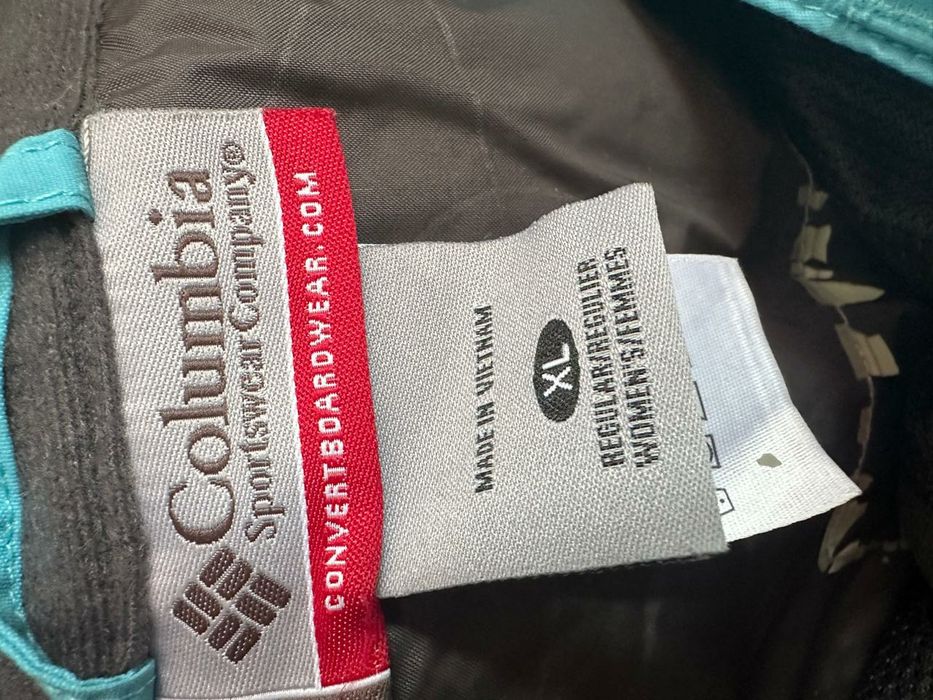 Columbia
Sportswear Company®
CONVERTBOARDWEAR.COM
MADE IN VIETNAM
XL
REGULAR/REGULIER
WOMEN'S/FEMMES